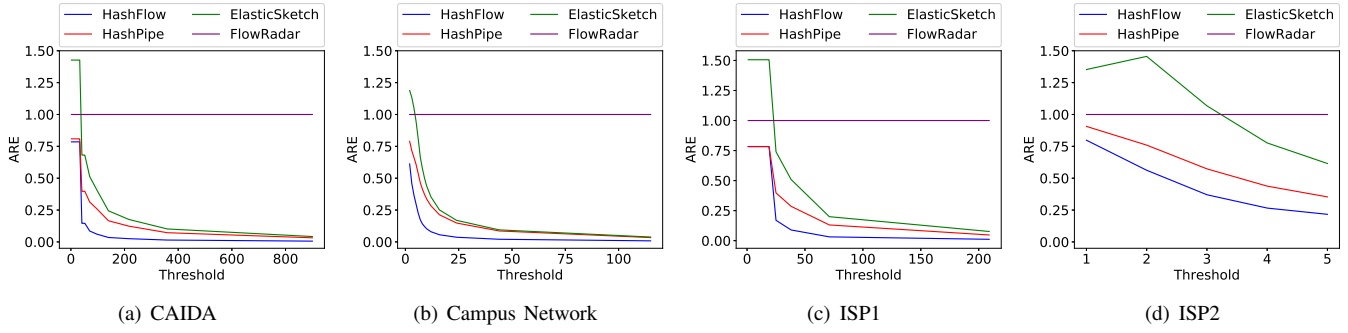 HashFlow ElasticSketch
HashPipe FlowRadar
1.50
1.25
1.00
0.75
0.50
0.25
0.00
ARE
0 200 400 600 800
Threshold
(a) CAIDA
HashFlow ElasticSketch
HashPipe FlowRadar
1.50
1.25
1.00
0.75
0.50
0.25
0.00
ARE
0 25 50 75 100
Threshold
(b) Campus Network
HashFlow ElasticSketch
HashPipe FlowRadar
1.50
1.25
1.00
0.75
0.50
0.25
0.00
ARE
0 50 100 150 200
Threshold
(c) ISP1
HashFlow ElasticSketch
HashPipe FlowRadar
1.50
1.25
1.00
0.75
0.50
0.25
0.00
ARE
1 2 3 4 5
Threshold
(d) ISP2